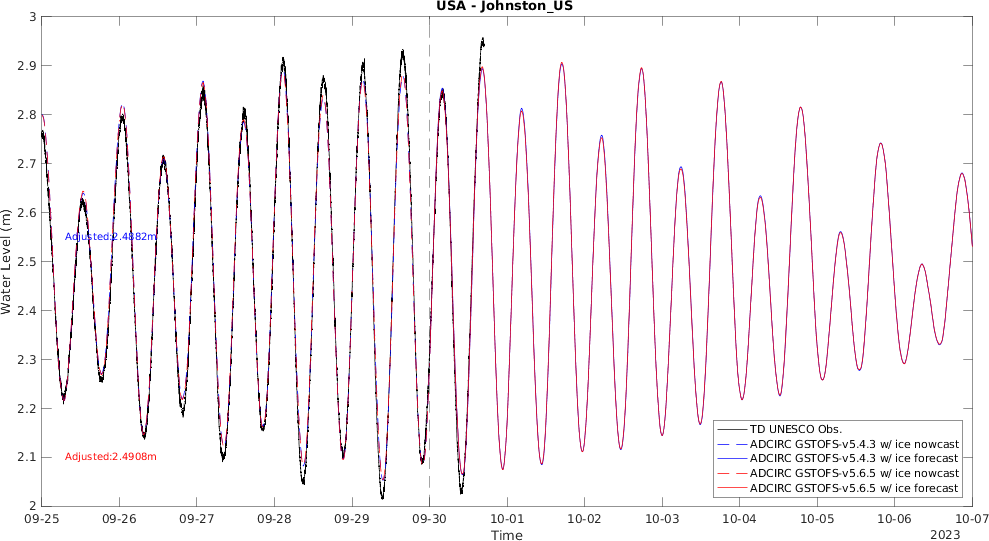 USA - Johnston_US
3
2.9
2.8
2.7
2.6
2.5
2.4
2.3
2.2
2.1
2
Water Level (m)
Adjusted:2.4882m
Adjusted:2.4908m
TD UNESCO Obs.
ADCIRC GSTOFS-v5.4.3 w/ ice nowcast
ADCIRC GSTOFS-v5.4.3 w/ ice forecast
ADCIRC GSTOFS-v5.6.5 w/ ice nowcast
ADCIRC GSTOFS-v5.6.5 w/ ice forecast
09-25 09-26 09-27 09-28 09-29 09-30 10-01 10-02 10-03 10-04 10-05 10-06 10-07
Time 2023